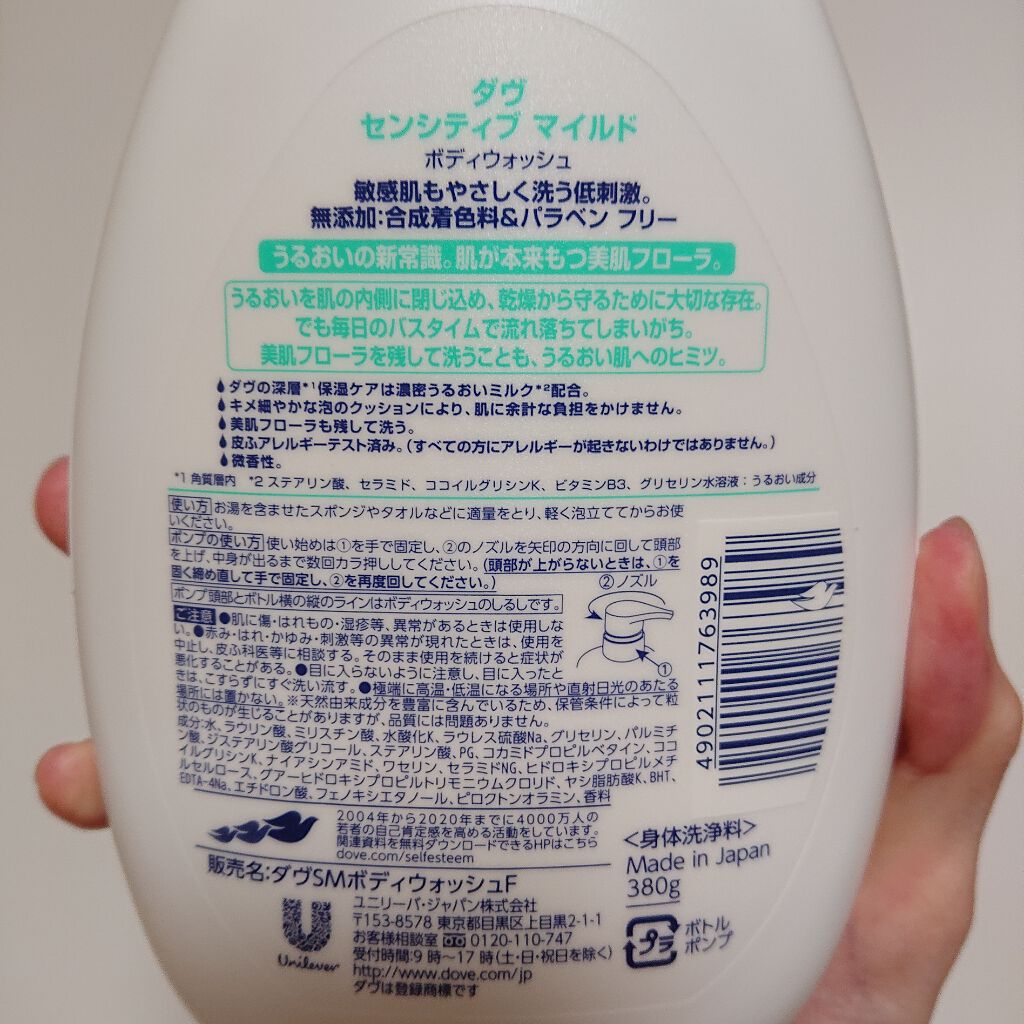 ダヴ
センシティブ マイルド
ボディウォッシュ
敏感肌もやさしく洗う低刺激。
無添加:合成着色料&パラベン フリー
うるおいの新常識。肌が本来もつ美肌フローラ。
うるおいを肌の内側に閉じ込め、乾燥から守るために大切な存在。
でも毎日のバスタイムで流れ落ちてしまいがち。
美肌フローラを残して洗うことも、うるおい肌へのヒミツ。
ダヴの深層*1保湿ケアは濃密うるおいミルク*2配合。
キメ細やかな泡のクッションにより、肌に余計な負担をかけません。
美肌フローラも残して洗う。
皮ふアレルギーテスト済み。(すべての方にアレルギーが起きないわけではありません。)
微香性。
*1 角質層内 *2 ステアリン酸、セラミド、ココイルグリシンK、ビタミンB3、グリセリン水溶液:うるおい成分
使い方 お湯を含ませたスポンジやタオルなどに適量をとり、軽く泡立ててからお使
いください。
ポンプの使い方 使い始めは①を手で固定し、②のノズルを矢印の方向に回して頭部
を上げ、中身が出るまで数回カラ押ししてください。(頭部が上がらないときは、①を
固く締め直して手で固定し、②を再度回してください。)
②ノズル
①
ポンプ頭部とボトル横の縦のラインはボディウォッシュのしるしです。
ご注意 ●肌に傷・はれもの・湿疹等、異常があるときは使用しな
い。●赤み・はれ・かゆみ・刺激等の異常が現れたときは、使用を
中止し、皮ふ科医等に相談する。そのまま使用を続けると症状が
悪化することがある。●目に入らないように注意し、目に入ったと
きは、こすらずにすぐ洗い流す。●極端に高温・低温になる場所や直射日光のあたる
場所には置かない。※天然由来成分を豊富に含んでいるため、保管条件によって粒
状のものが生じることがありますが、品質には問題ありません。
成分:水、ラウリン酸、ミリスチン酸、水酸化K、ラウレス硫酸Na、グリセリン、パルミチ
ン酸、ジステアリン酸グリコール、ステアリン酸、PG、コカミドプロピルベタイン、ココ
イルグリシンK、ナイアシンアミド、ワセリン、セラミドNG、ヒドロキシプロピルメチ
ルセルロース、グアーヒドロキシプロピルトリモニウムクロリド、ヤシ脂肪酸K、BHT、
EDTA-4Na、エチドロン酸、フェノキシエタノール、ピロクトンオラミン、香料
4902111763989
2004年から2020年までに4000万人の
若者の自己肯定感を高める活動をしています。
関連資料を無料ダウンロードできるHPはこちら
dove.com/selfesteem
販売名:ダヴSMボディウォッシュF
<身体洗浄料>
Made in Japan
380g
Unilever
ユニリーバ・ジャパン株式会社
〒153-8578 東京都目黒区上目黒2-1-1
お客様相談室 0120-110-747
受付時間:9時~17時(土・日・祝日を除く)
http://www.dove.com/jp
ダヴは登録商標です
プラ
ボトル
ポンプ